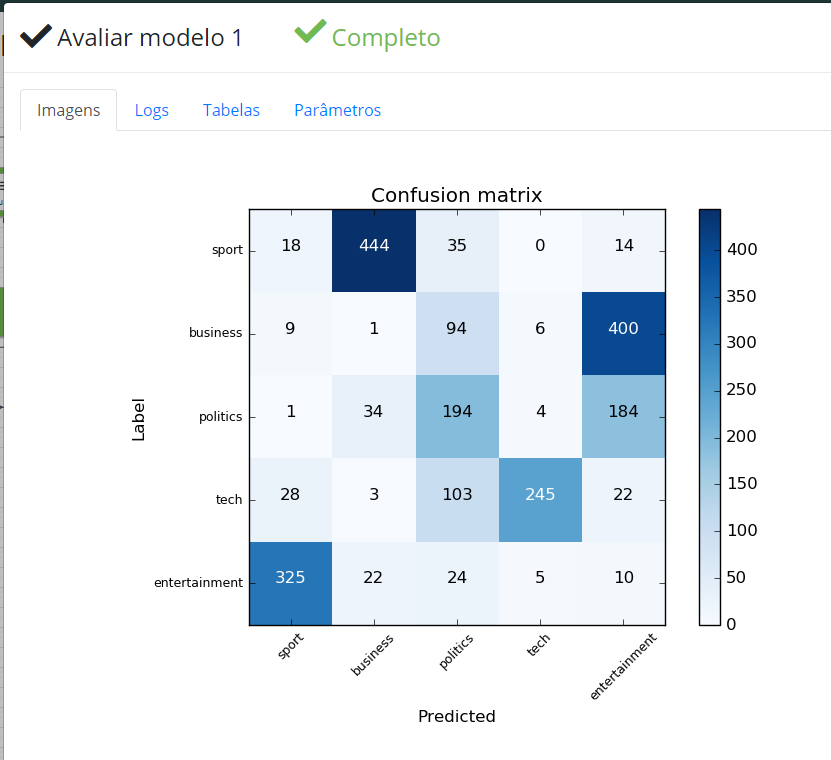 Avaliar modelo 1 Completo
Imagens Logs Tabelas Parâmetros
Confusion matrix
sport 18 444 35 0 14
business 9 1 94 6 400
politics 1 34 194 4 184
tech 28 3 103 245 22
entertainment 325 22 24 5 10
sport business politics tech entertainment
Label
Predicted
400
350
300
250
200
150
100
50
0